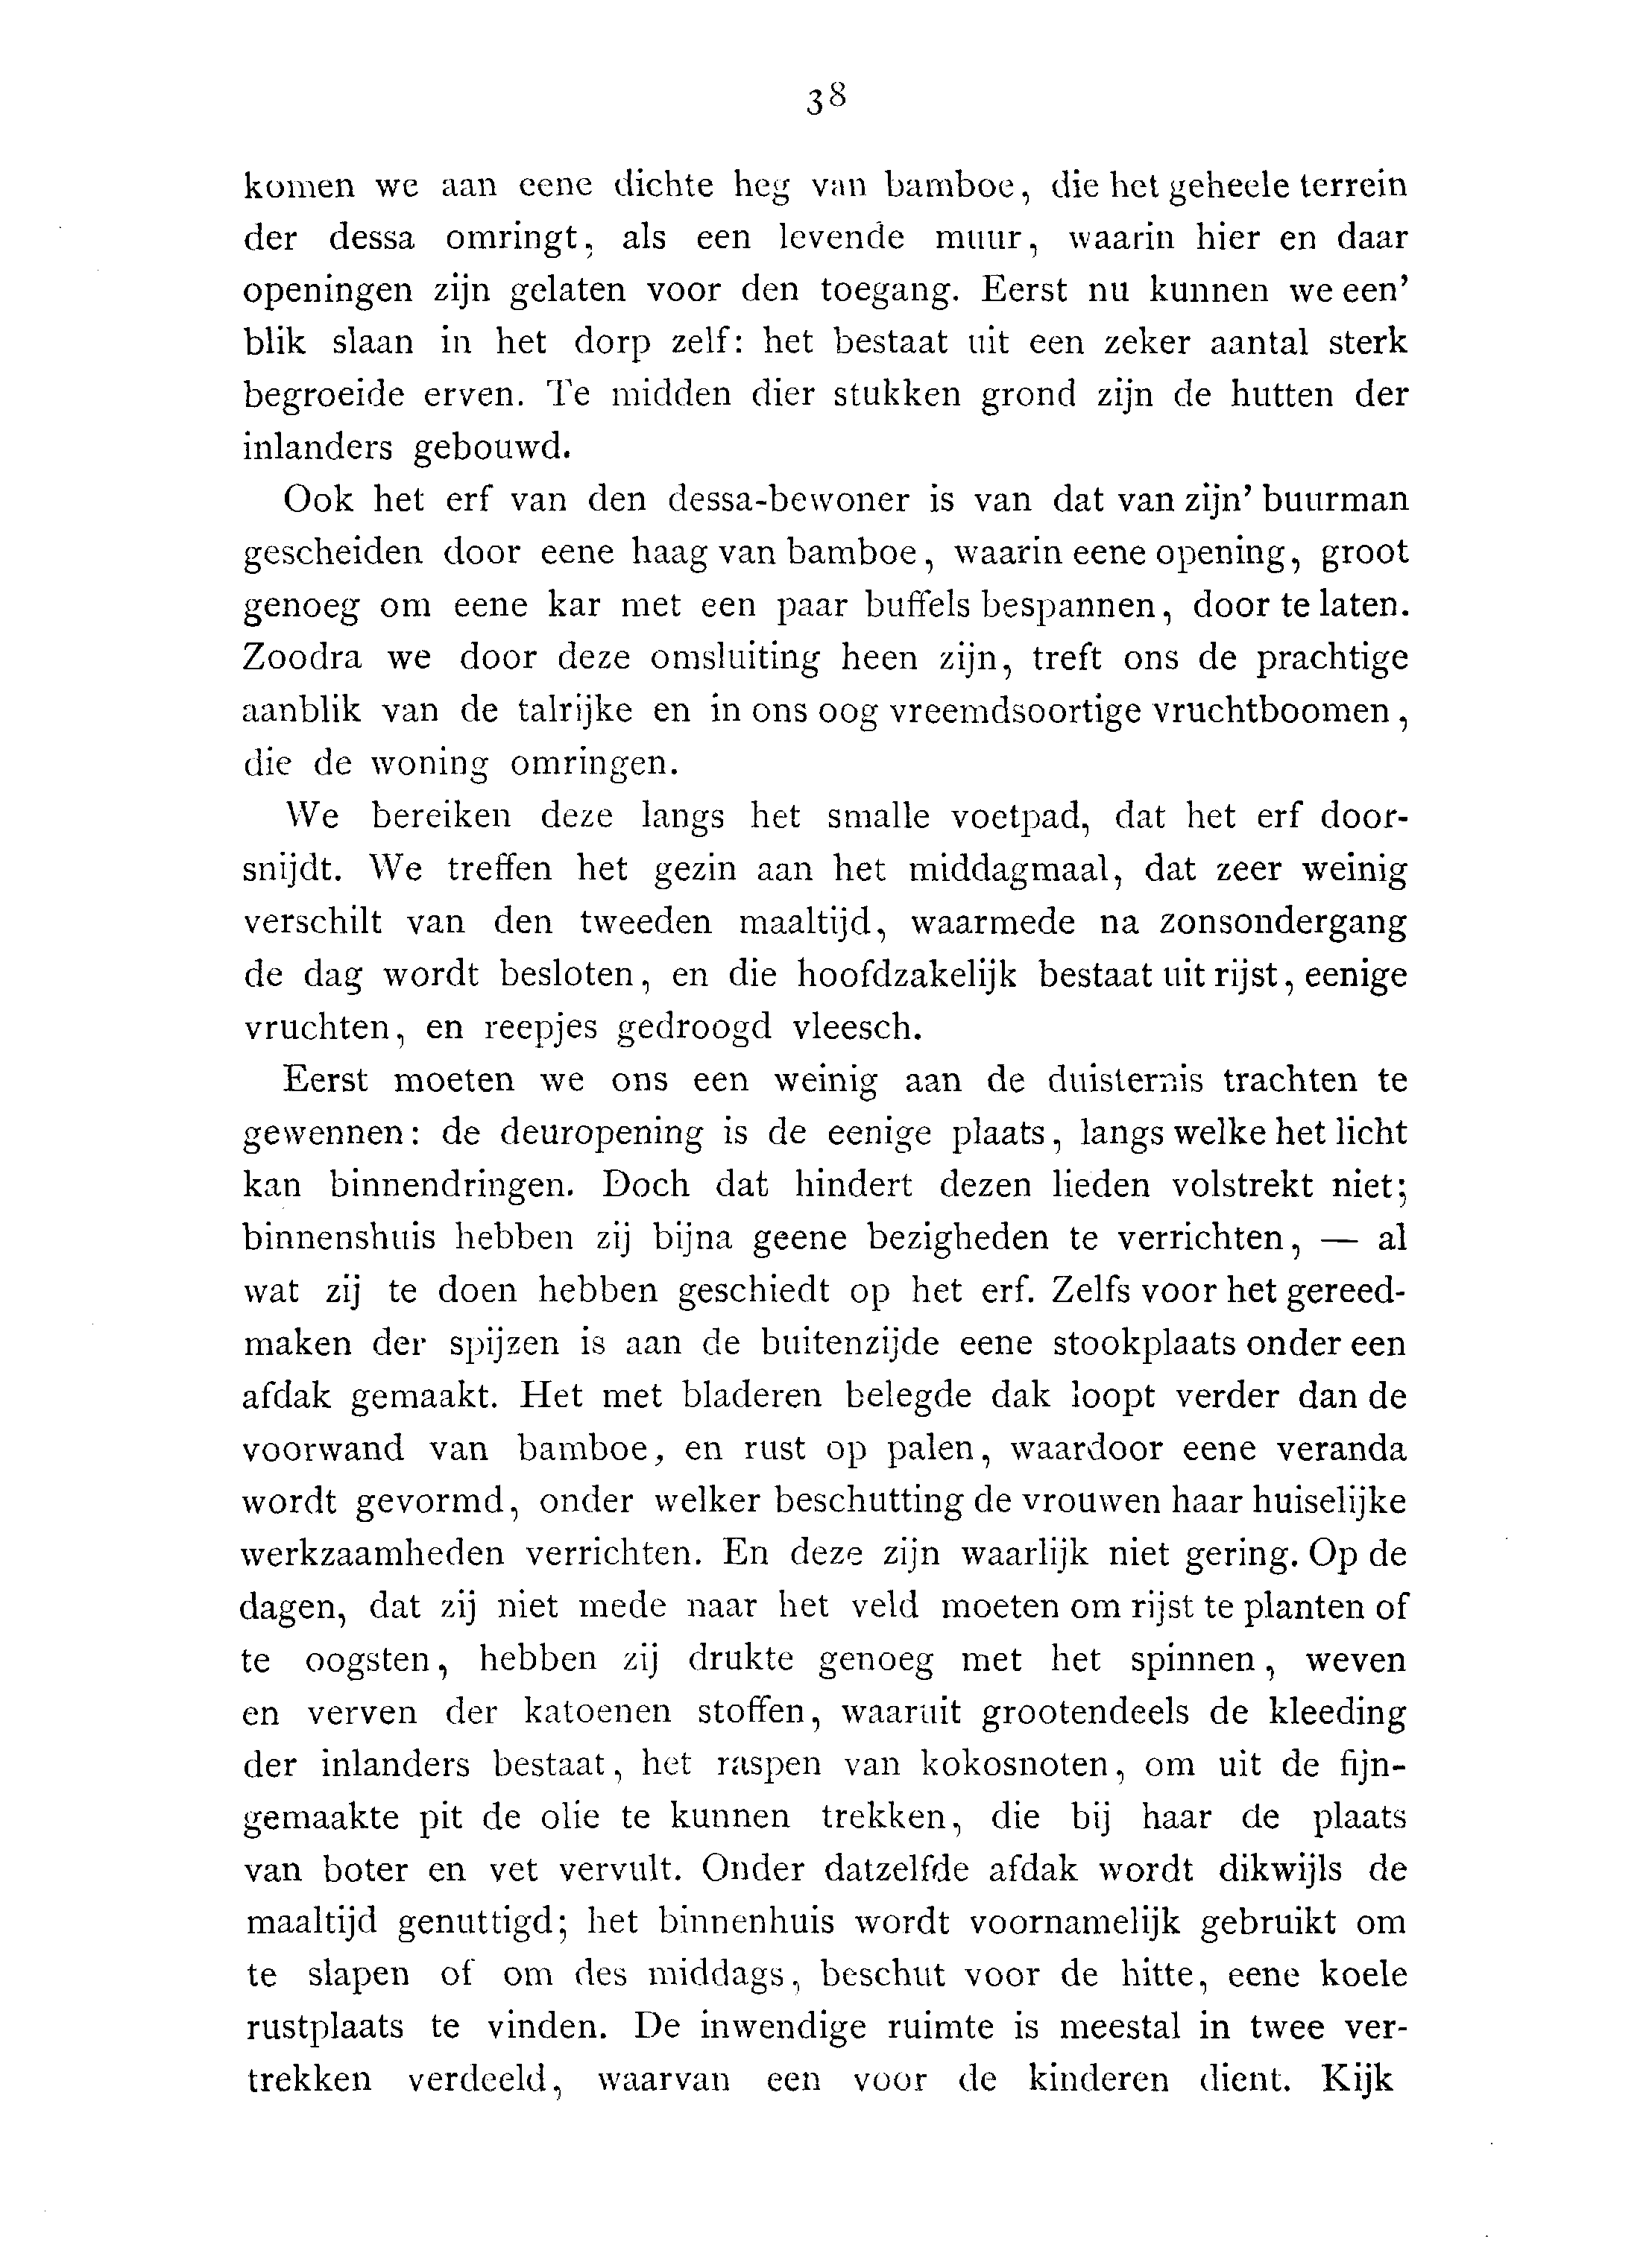 38
komen we aan eene dichte heg van bamboe, die het geheele terrein
der dessa omringt, als een levende muur, waarin hier en daar
openingen zijn gelaten voor den toegang. Eerst nu kunnen we een'
blik slaan in het dorp zelf: het bestaat uit een zeker aantal sterk
begroeide erven. Te midden dier stukken grond zijn de hutten der
inlanders gebouwd.
Ook het erf van den dessa-bewoner is van dat van zijn' buurman
gescheiden door eene haag van bamboe, waarin eene opening, groot
genoeg om eene kar met een paar buffels bespannen, door te laten.
Zoodra we door deze omsluiting heen zijn, treft ons de prachtige
aanblik van de talrijke en in ons oog vreemdsoortige vruchtboomen,
die de woning omringen.
We bereiken deze langs het smalle voetpad, dat het erf door-
snijdt. We treffen het gezin aan het middagmaal, dat zeer weinig
verschilt van den tweeden maaltijd, waarmede na zonsondergang
de dag wordt besloten, en die hoofdzakelijk bestaat uit rijst, eenige
vruchten, en reepjes gedroogd vleesch.
Eerst moeten we ons een weinig aan de duisternis trachten te
gewennen: de deuropening is de eenige plaats, langs welke het licht
kan binnendringen. Doch dat hindert dezen lieden volstrekt niet;
binnenshuis hebben zij bijna geene bezigheden te verrichten, — al
wat zij te doen hebben geschiedt op het erf. Zelfs voor het gereed-
maken der spijzen is aan de buitenzijde eene stookplaats onder een
afdak gemaakt. Het met bladeren belegde dak loopt verder dan de
voorwand van bamboe, en rust op palen, waardoor eene veranda
wordt gevormd, onder welker beschutting de vrouwen haar huiselijke
werkzaamheden verrichten. En deze zijn waarlijk niet gering. Op de
dagen, dat zij niet mede naar het veld moeten om rijst te planten of
te oogsten, hebben zij drukte genoeg met het spinnen, weven
en verven der katoenen stoffen, waaruit grootendeels de kleeding
der inlanders bestaat, het raspen van kokosnoten, om uit de fijn-
gemaakte pit de olie te kunnen trekken, die bij haar de plaats
van boter en vet vervult. Onder datzelfde afdak wordt dikwijls de
maaltijd genuttigd; het binnenhuis wordt voornamelijk gebruikt om
te slapen of om des middags, beschut voor de hitte, eene koele
rustplaats te vinden. De inwendige ruimte is meestal in twee ver-
trekken verdeeld, waarvan een voor de kinderen dient. Kijk